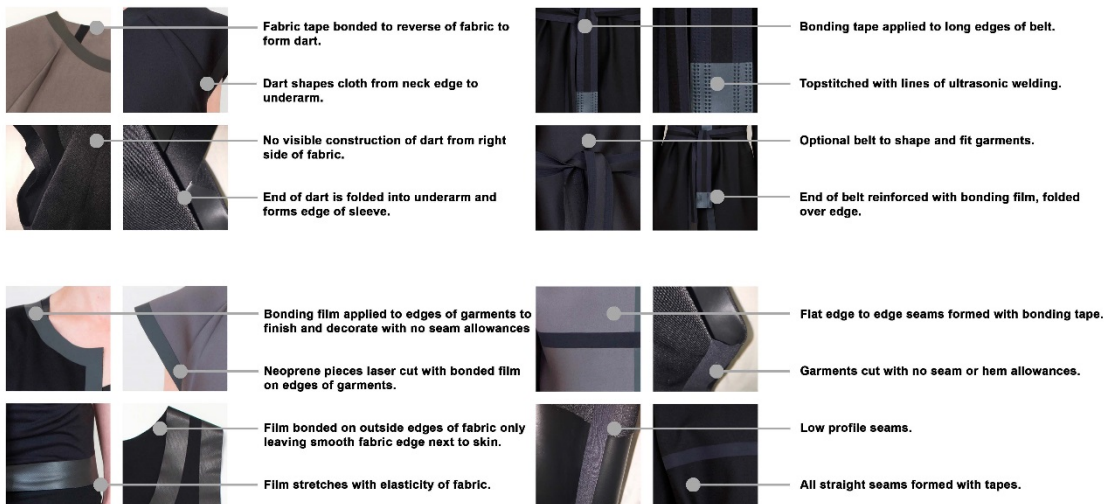 Fabric tape bonded to reverse of fabric to
form dart.
Dart shapes cloth from neck edge to
underarm.
No visible construction of dart from right
side of fabric.
End of dart is folded into underarm and
forms edge of sleeve.
Bonding tape applied to long edges of belt.
Topstitched with lines of ultrasonic welding.
Optional belt to shape and fit garments.
End of belt reinforced with bonding film, folded
over edge.
Bonding film applied to edges of garments to
finish and decorate with no seam allowances
Neoprene pieces laser cut with bonded film
on edges of garments.
Film bonded on outside edges of fabric only
leaving smooth fabric edge next to skin.
Film stretches with elasticity of fabric.
Flat edge to edge seams formed with bonding tape.
Garments cut with no seam or hem allowances.
Low profile seams.
All straight seams formed with tapes.